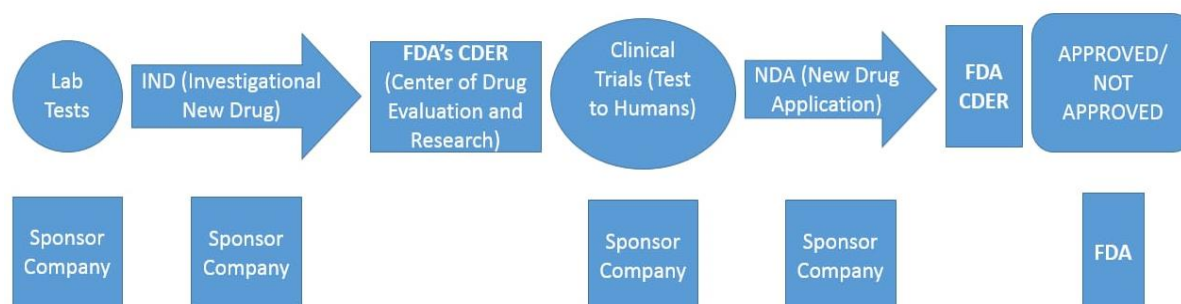 Lab
Tests
IND (Investigational
New Drug)
FDA's CDER
(Center of Drug
Evaluation and
Research)
Clinical
Trials (Test
to Humans)
NDA (New Drug
Application)
FDA
CDER
APPROVED/
NOT
APPROVED
Sponsor
Company
Sponsor
Company
Sponsor
Company
Sponsor
Company
FDA